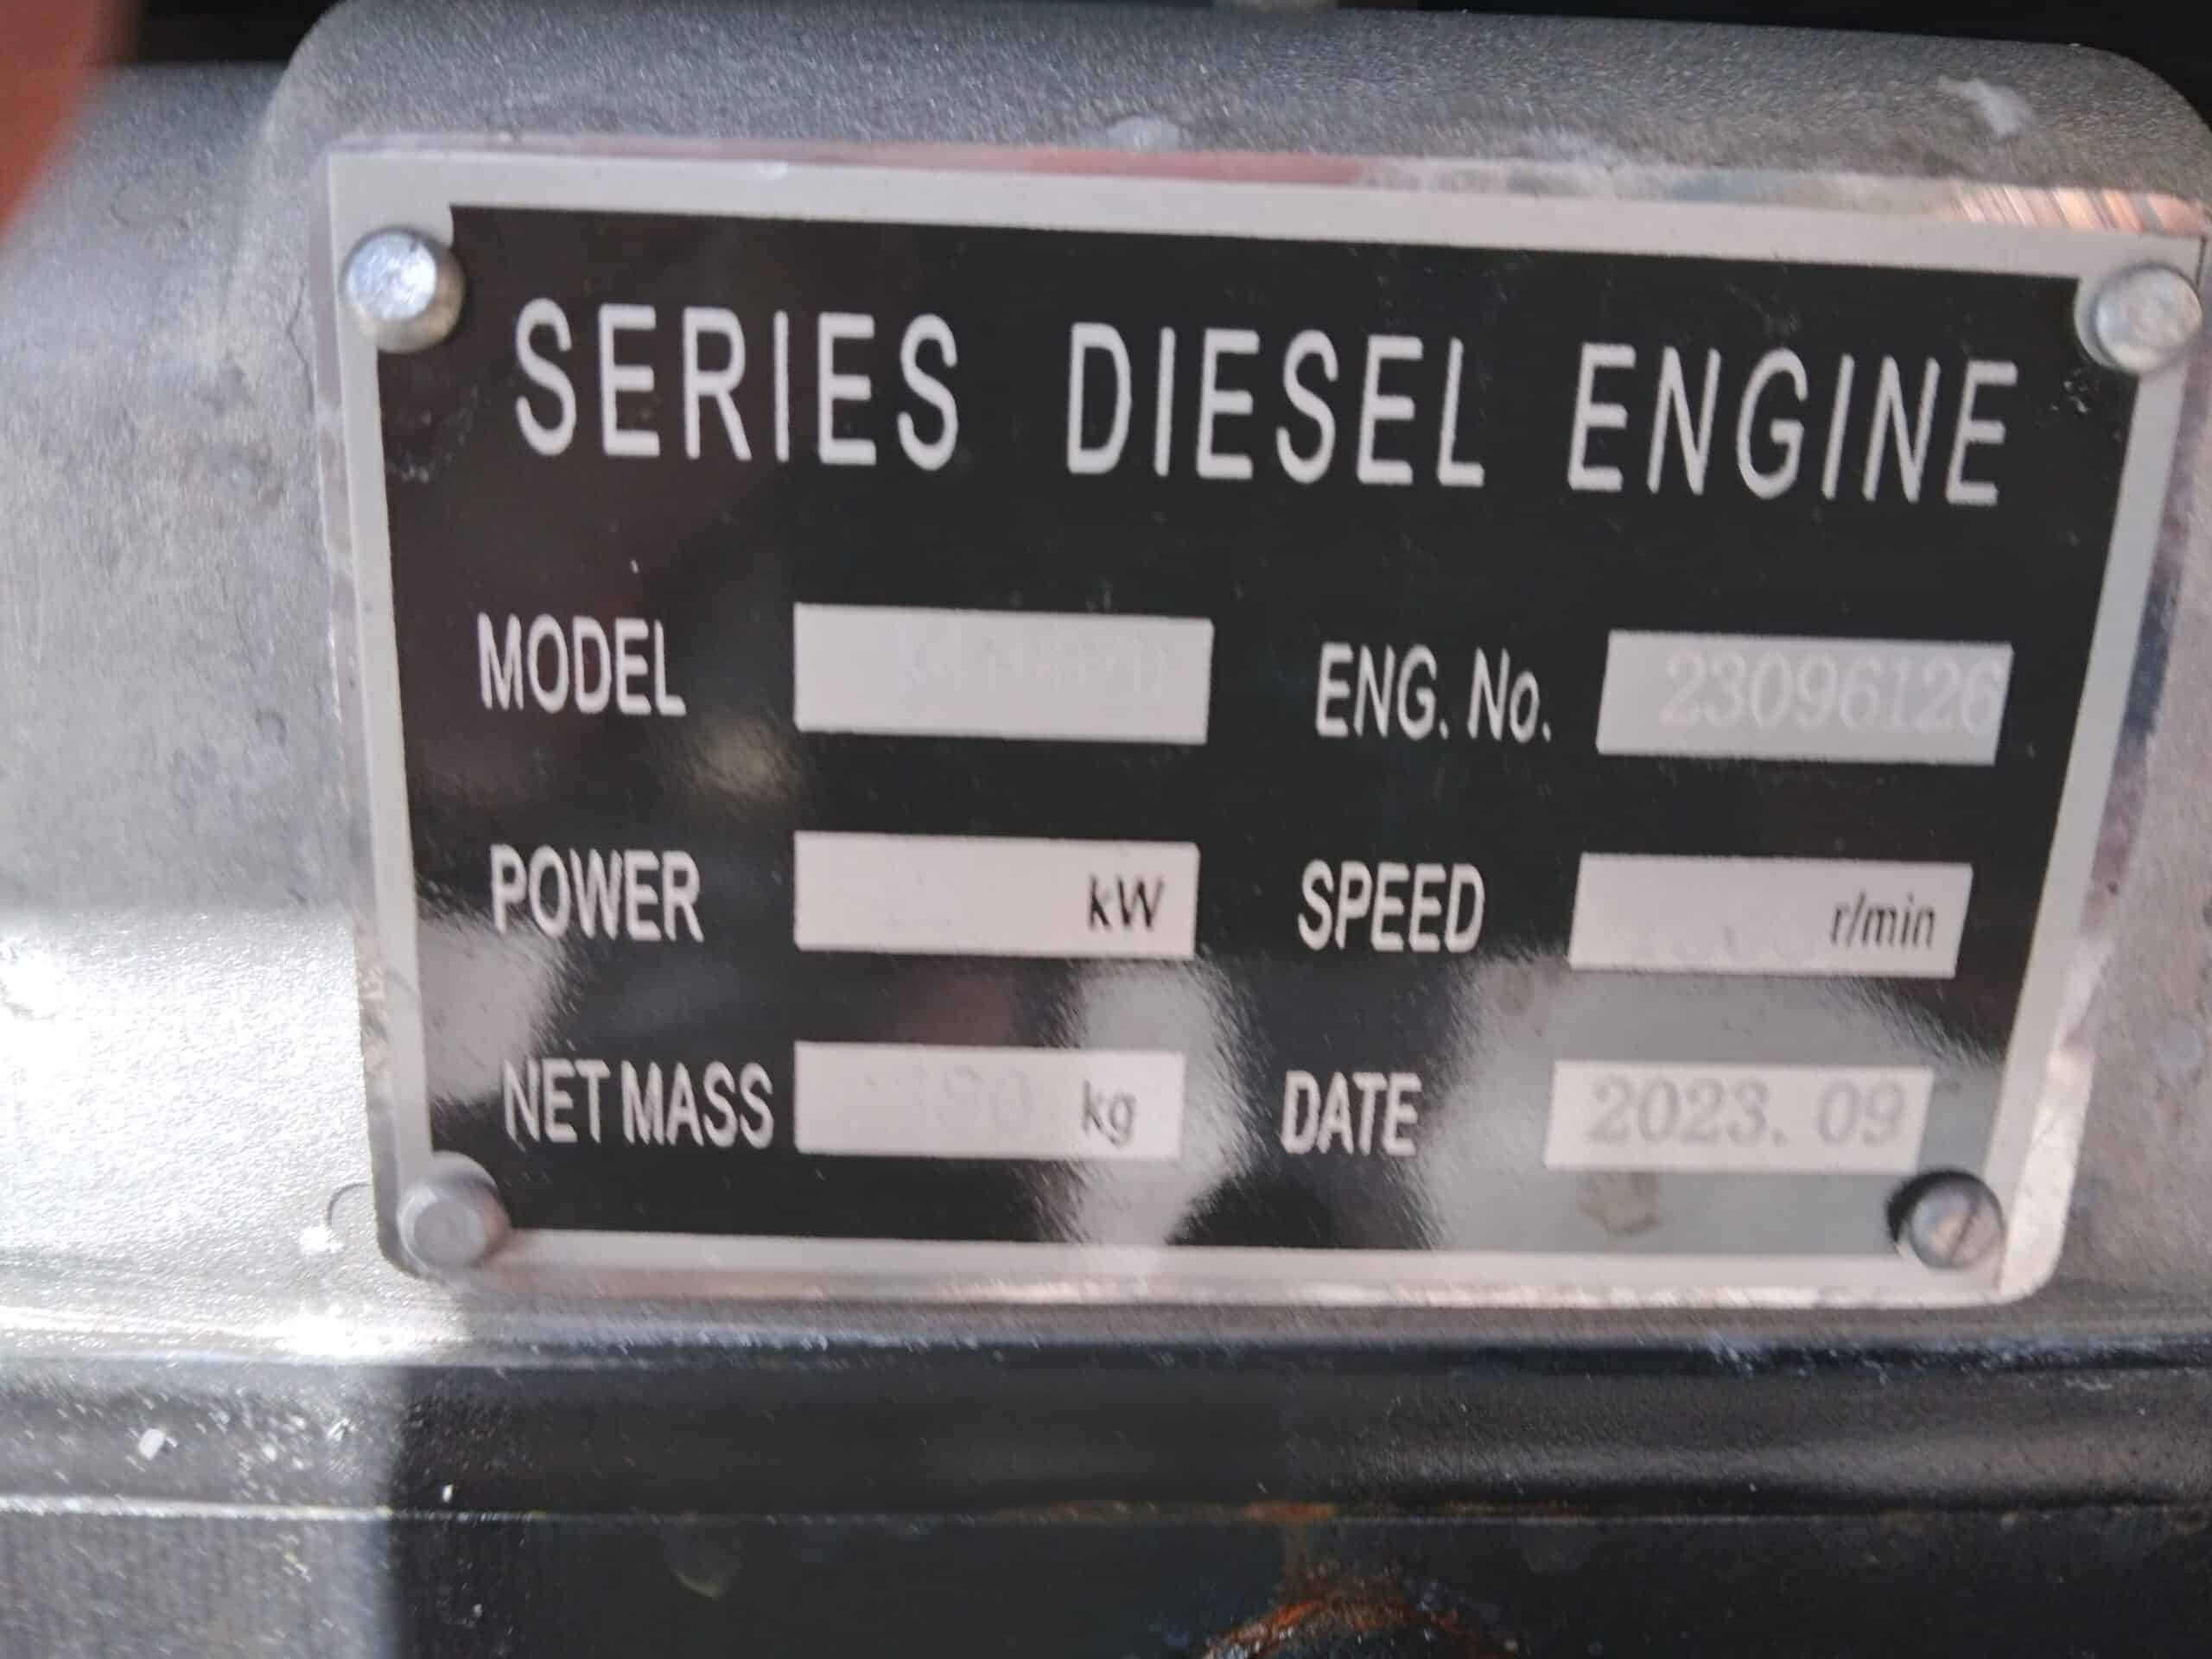 SERIES DIESEL ENGINE
MODEL ENG. No. 23096126
POWER kW SPEED r/min
NET MASS kg DATE 2023. 09